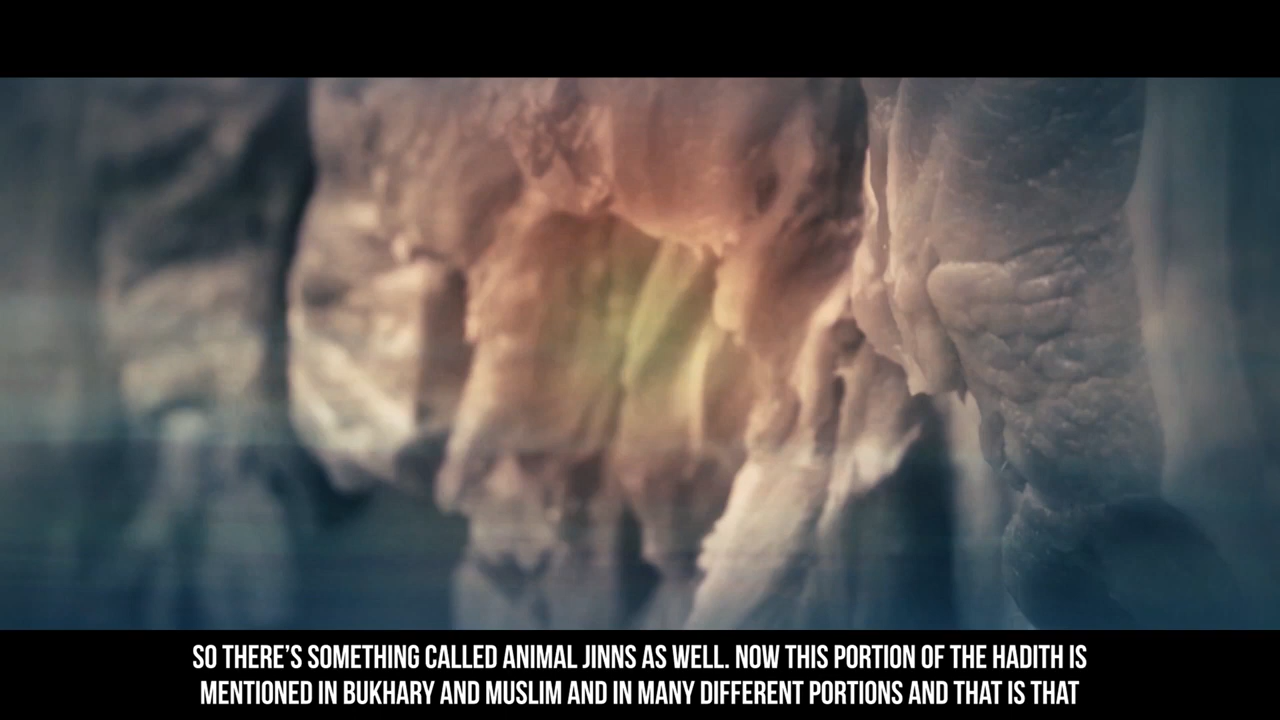 SO THERE'S SOMETHING CALLED ANIMAL JINNS AS WELL. NOW THIS PORTION OF THE HADITH IS
MENTIONED IN BUKHARY AND MUSLIM AND IN MANY DIFFERENT PORTIONS AND THAT IS THAT